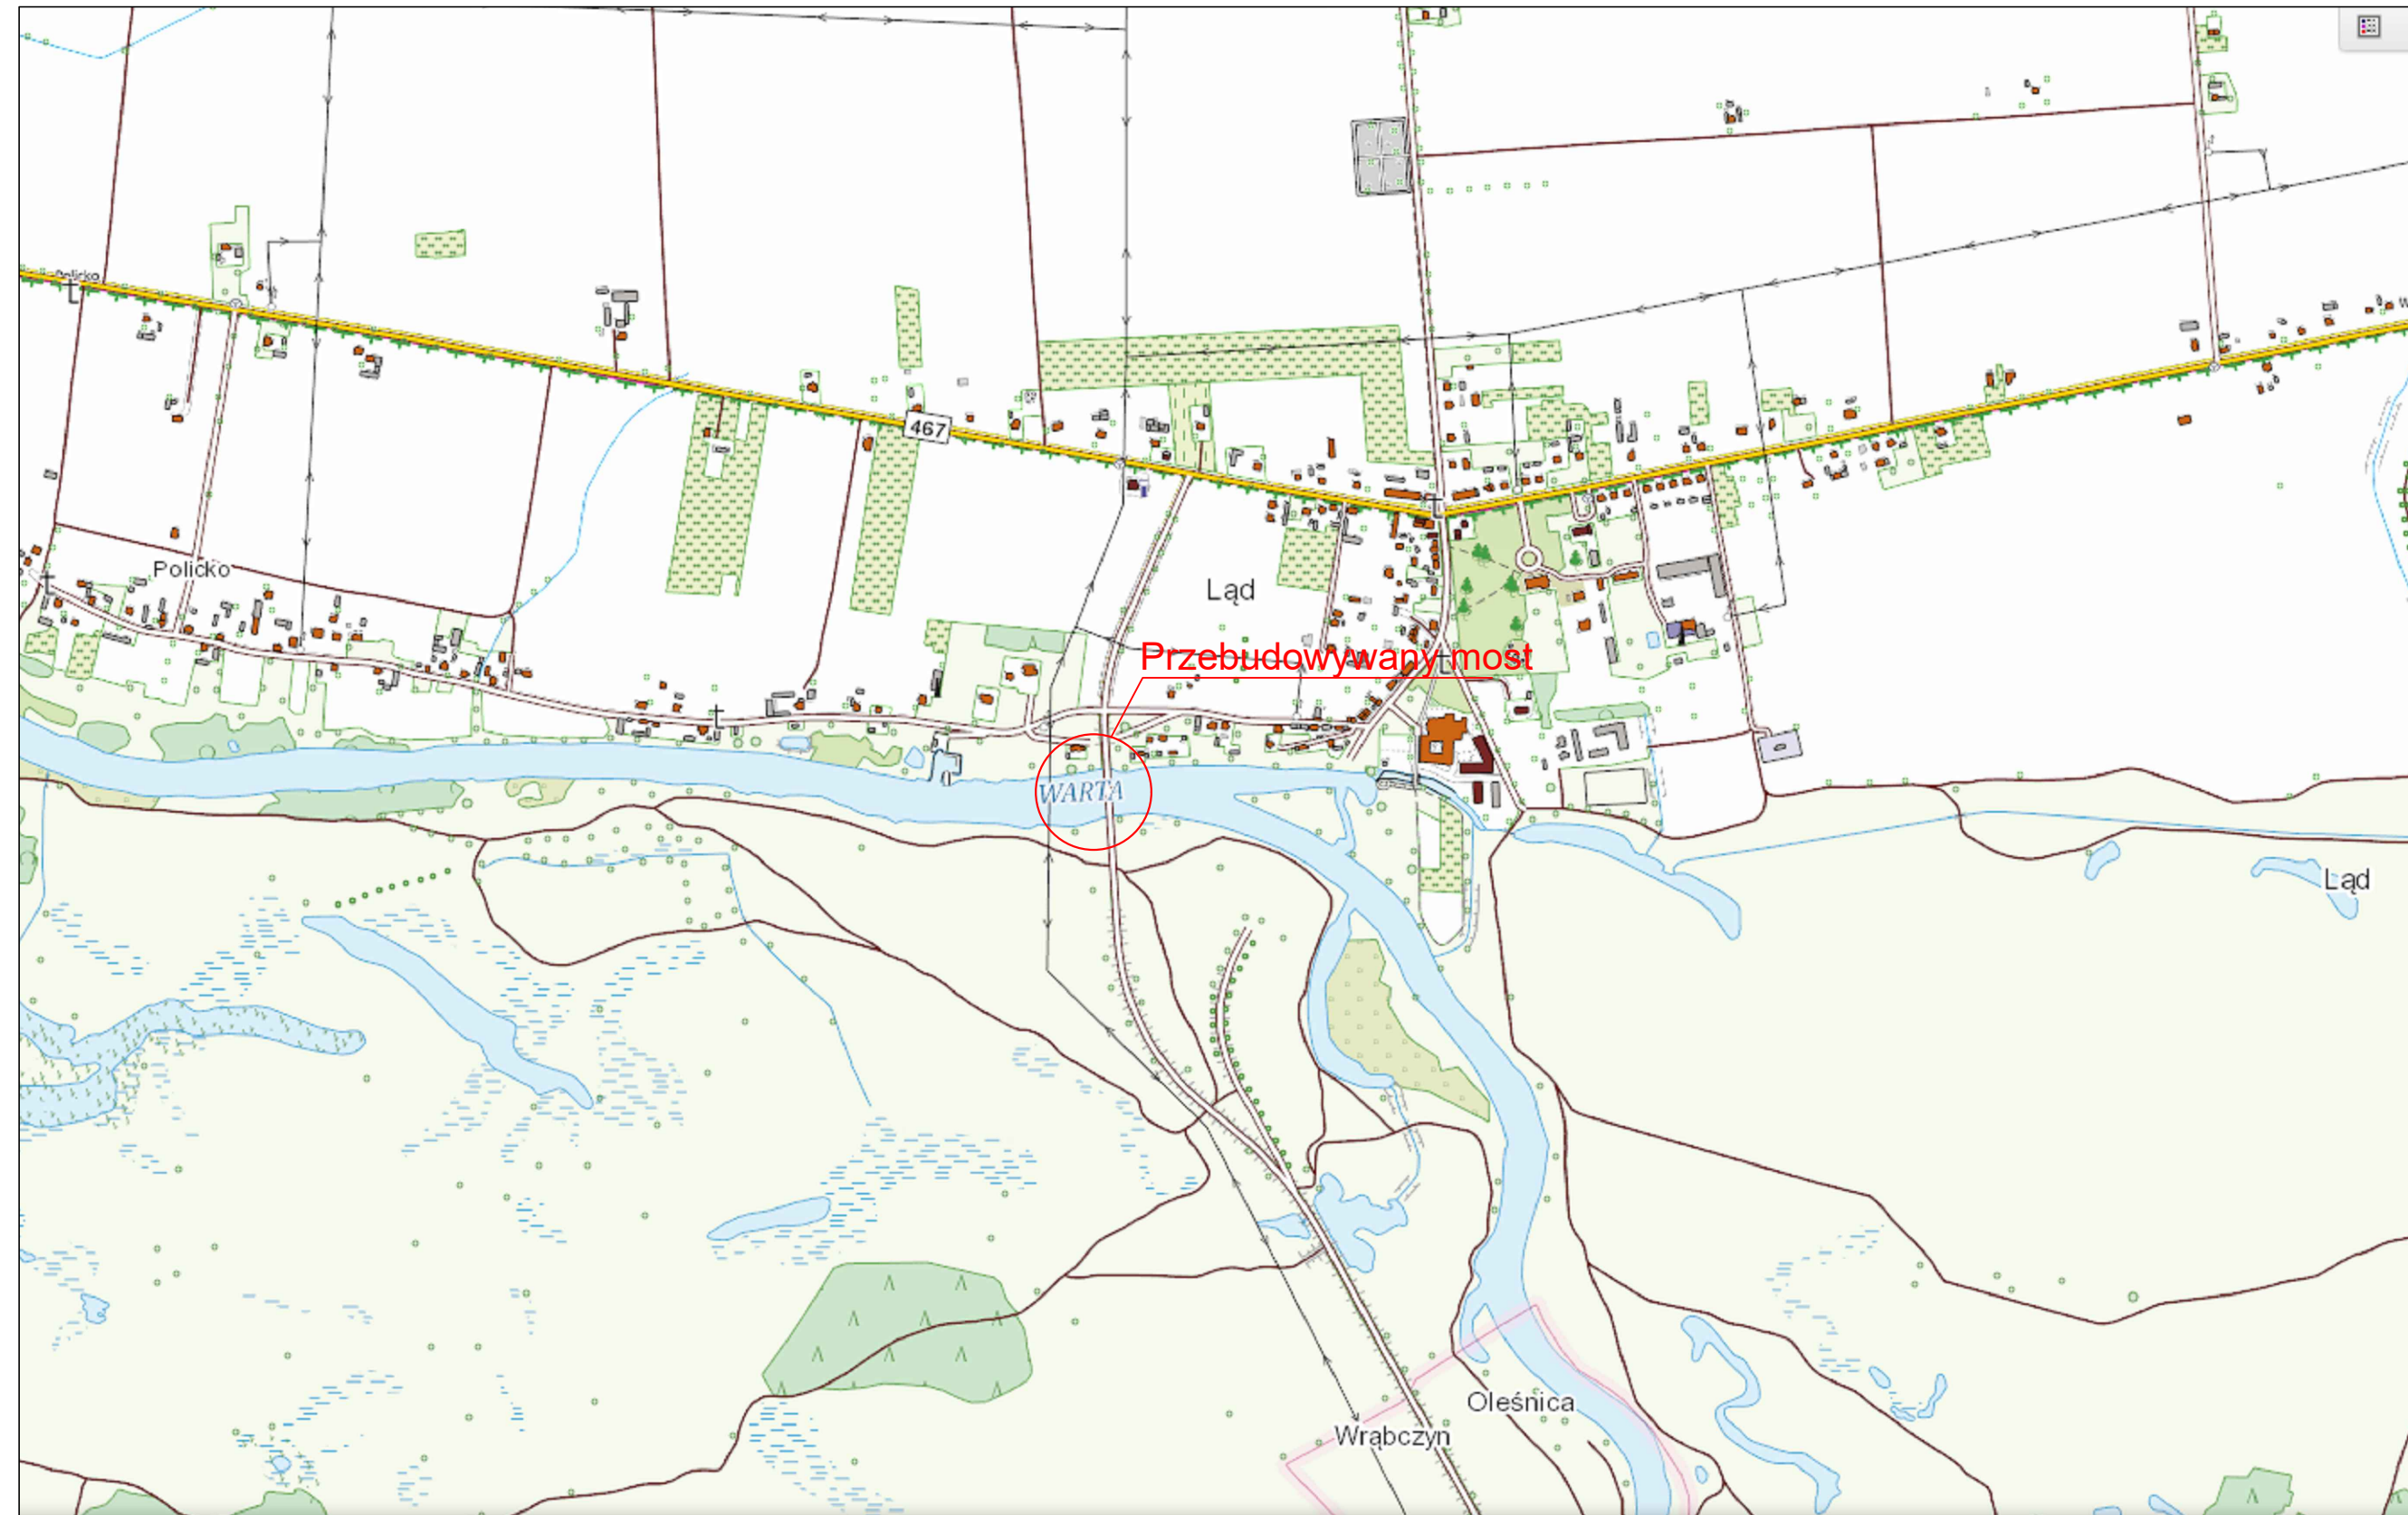 Policko
467
Policko
Ląd
Przebudowywany most
WARTA
Ląd
Oleśnica
Wrąbczyn